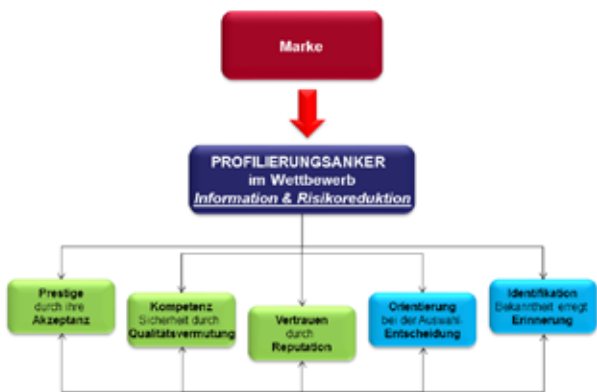 Marke
PROFILIERUNGSANKER
im Wettbewerb
Information & Risikoreduktion
Prestige
durch ihre
Akzeptanz
Kompetenz
Sicherheit durch
Qualitätsvermutung
Vertrauen
durch
Reputation
Orientierung
bei der Auswahl-
Entscheidung
Identifikation
Bekanntheit erregt
Erinnerung